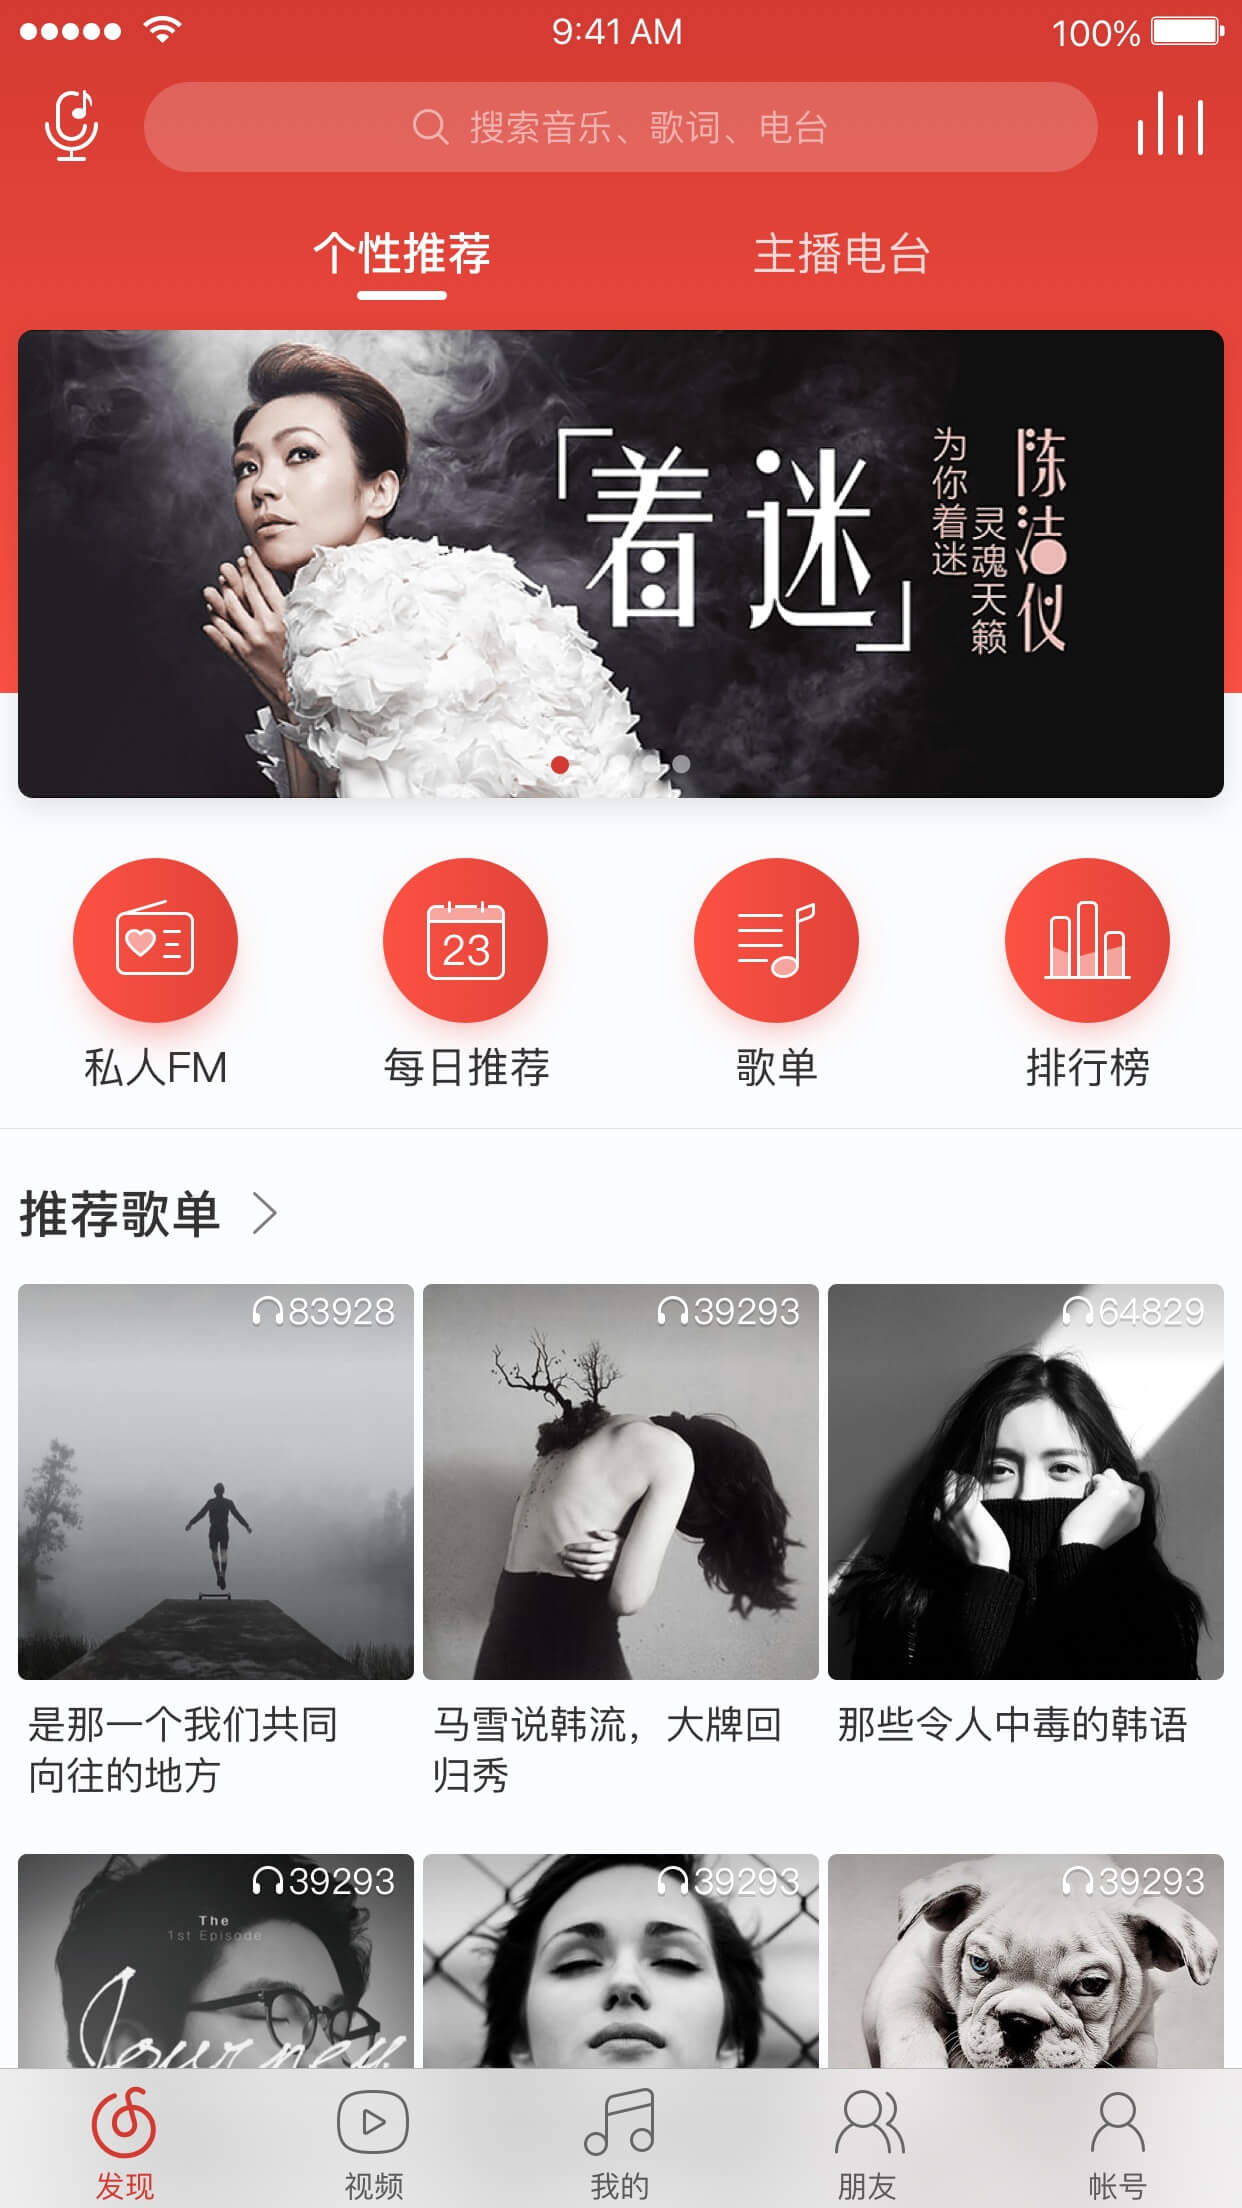 9:41 AM
100%
搜索音乐、歌词、电台
个性推荐
主播电台
「着迷」
为你着迷
灵魂天籁
陈洁仪
23
私人FM
每日推荐
歌单
排行榜
推荐歌单
83928
39293
64829
是那一个我们共同
向往的地方
马雪说韩流，大牌回
归秀
那些令人中毒的韩语
39293
39293
39293
The
1st Episode
Journey
发现
视频
我的
朋友
帐号